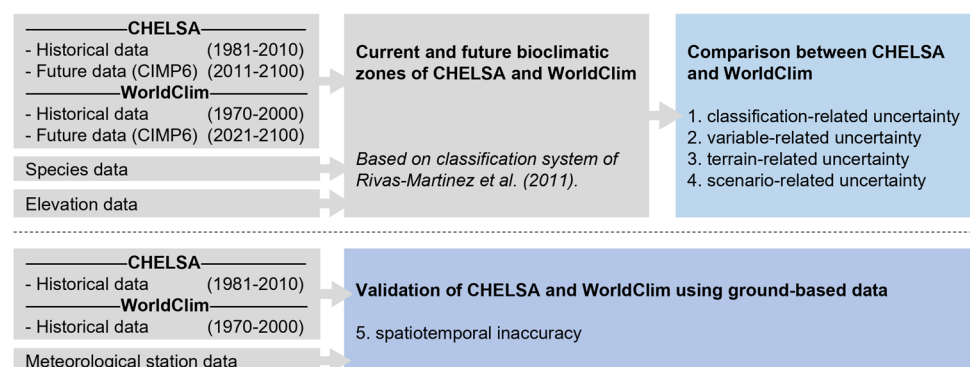 CHELSA
- Historical data (1981-2010)
- Future data (CIMP6) (2011-2100)
WorldClim
- Historical data (1970-2000)
- Future data (CIMP6) (2021-2100)
Species data
Elevation data
Current and future bioclimatic
zones of CHELSA and WorldClim
Based on classification system of
Rivas-Martinez et al. (2011).
Comparison between CHELSA
and WorldClim
1. classification-related uncertainty
2. variable-related uncertainty
3. terrain-related uncertainty
4. scenario-related uncertainty
CHELSA
- Historical data (1981-2010)
WorldClim
- Historical data (1970-2000)
Meteorological station data
Validation of CHELSA and WorldClim using ground-based data
5. spatiotemporal inaccuracy